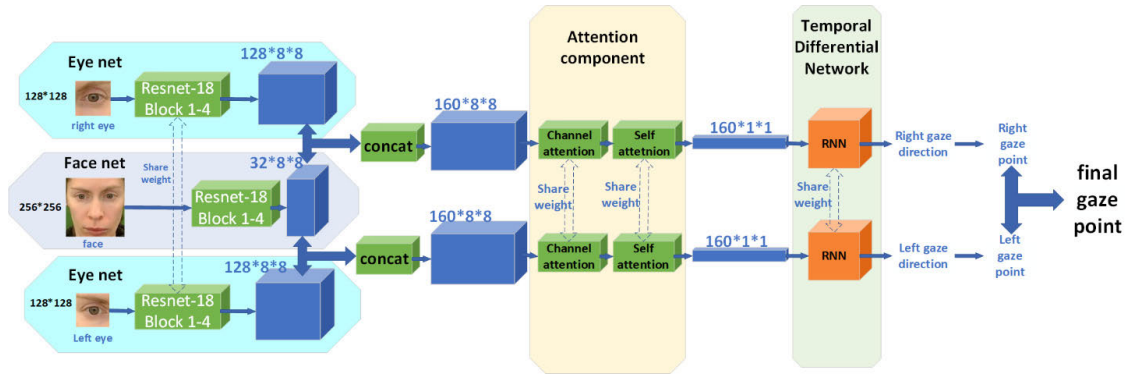 Eye net
128*128
right eye
Resnet-18
Block 1-4
128*8*8
Face net
256*256
face
Share
weight
Resnet-18
Block 1-4
32*8*8
Eye net
128*128
Left eye
Resnet-18
Block 1-4
128*8*8
concat
160*8*8
concat
160*8*8
Attention
component
Channel
attention
Self
attetnion
Share
weight
Share
weight
Channel
attention
Self
attention
160*1*1
160*1*1
Temporal
Differential
Network
RNN
Share
weight
RNN
Right gaze
direction
Left gaze
direction
Right
gaze
point
Left
gaze
point
final
gaze
point